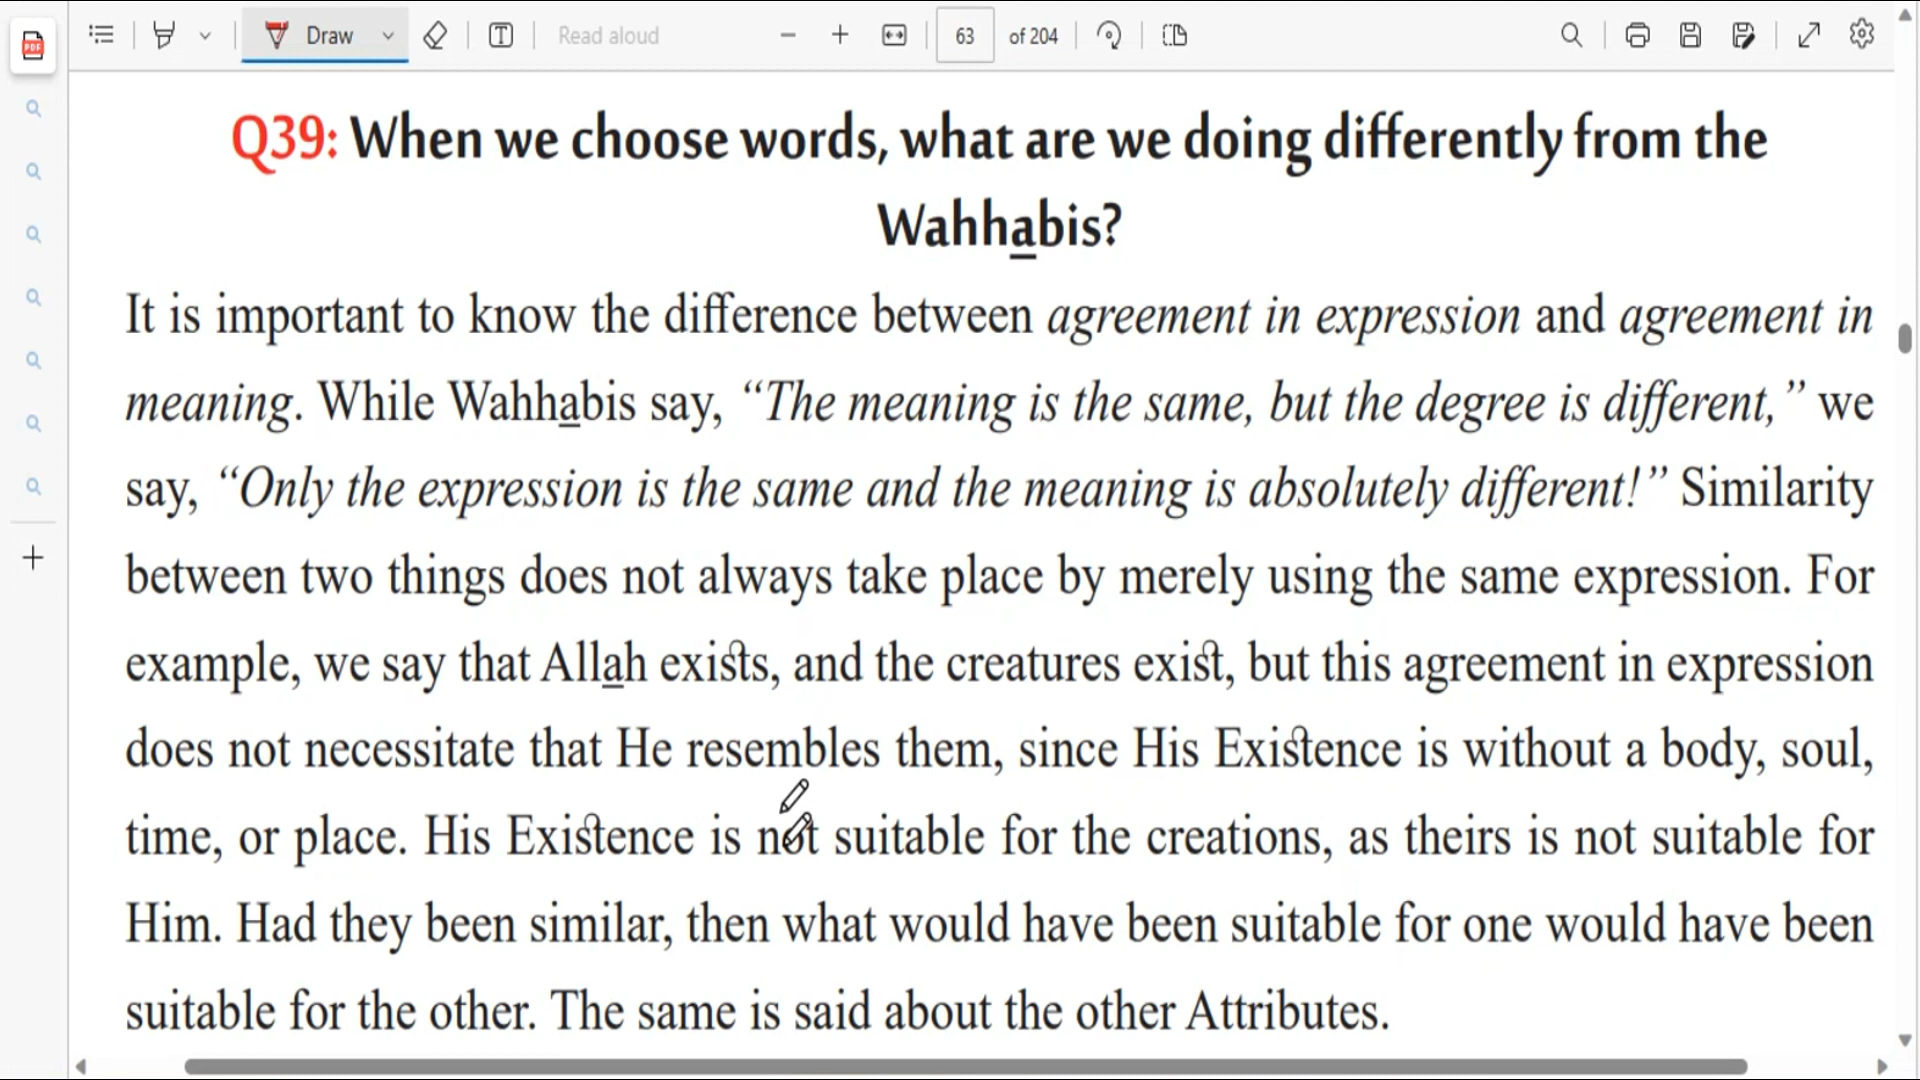 PDF
Draw
Read aloud
63
of 204
Q39: When we choose words, what are we doing differently from the
Wahhabis?
It is important to know the difference between agreement in expression and agreement in
meaning. While Wahhabis say, “The meaning is the same, but the degree is different,” we
say, “Only the expression is the same and the meaning is absolutely different!” Similarity
between two things does not always take place by merely using the same expression. For
example, we say that Allah exists, and the creatures exist, but this agreement in expression
does not necessitate that He resembles them, since His Existence is without a body, soul,
time, or place. His Existence is not suitable for the creations, as theirs is not suitable for
Him. Had they been similar, then what would have been suitable for one would have been
suitable for the other. The same is said about the other Attributes.